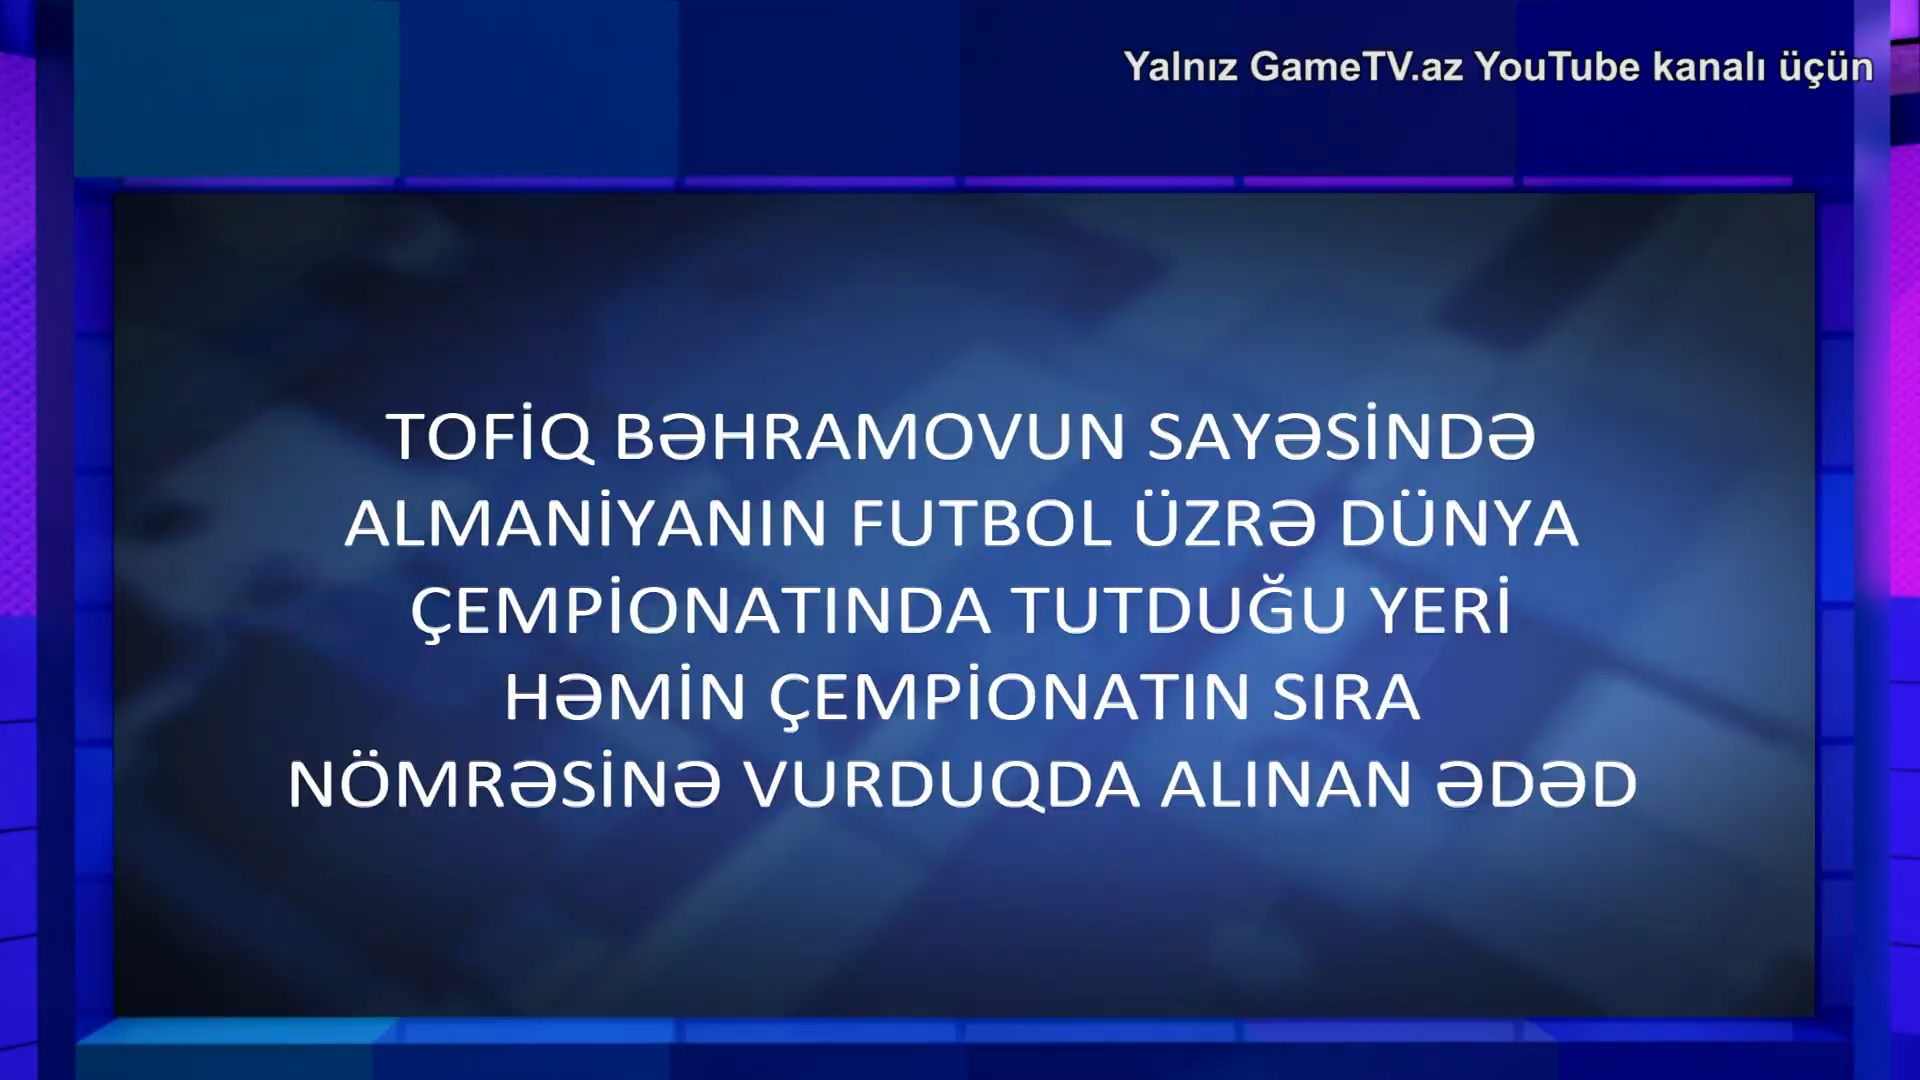 Yalnız GameTV.az YouTube kanalı üçün
TOFİQ BƏHRAMOVUN SAYƏSİNDƏ
ALMANİYANIN FUTBOL ÜZRƏ DÜNYA
ÇEMPİONATINDA TUTDUĞU YERİ
HƏMİN ÇEMPİONATIN SIRA
NÖMRƏSİNƏ VURDUQDA ALINAN ƏDƏD